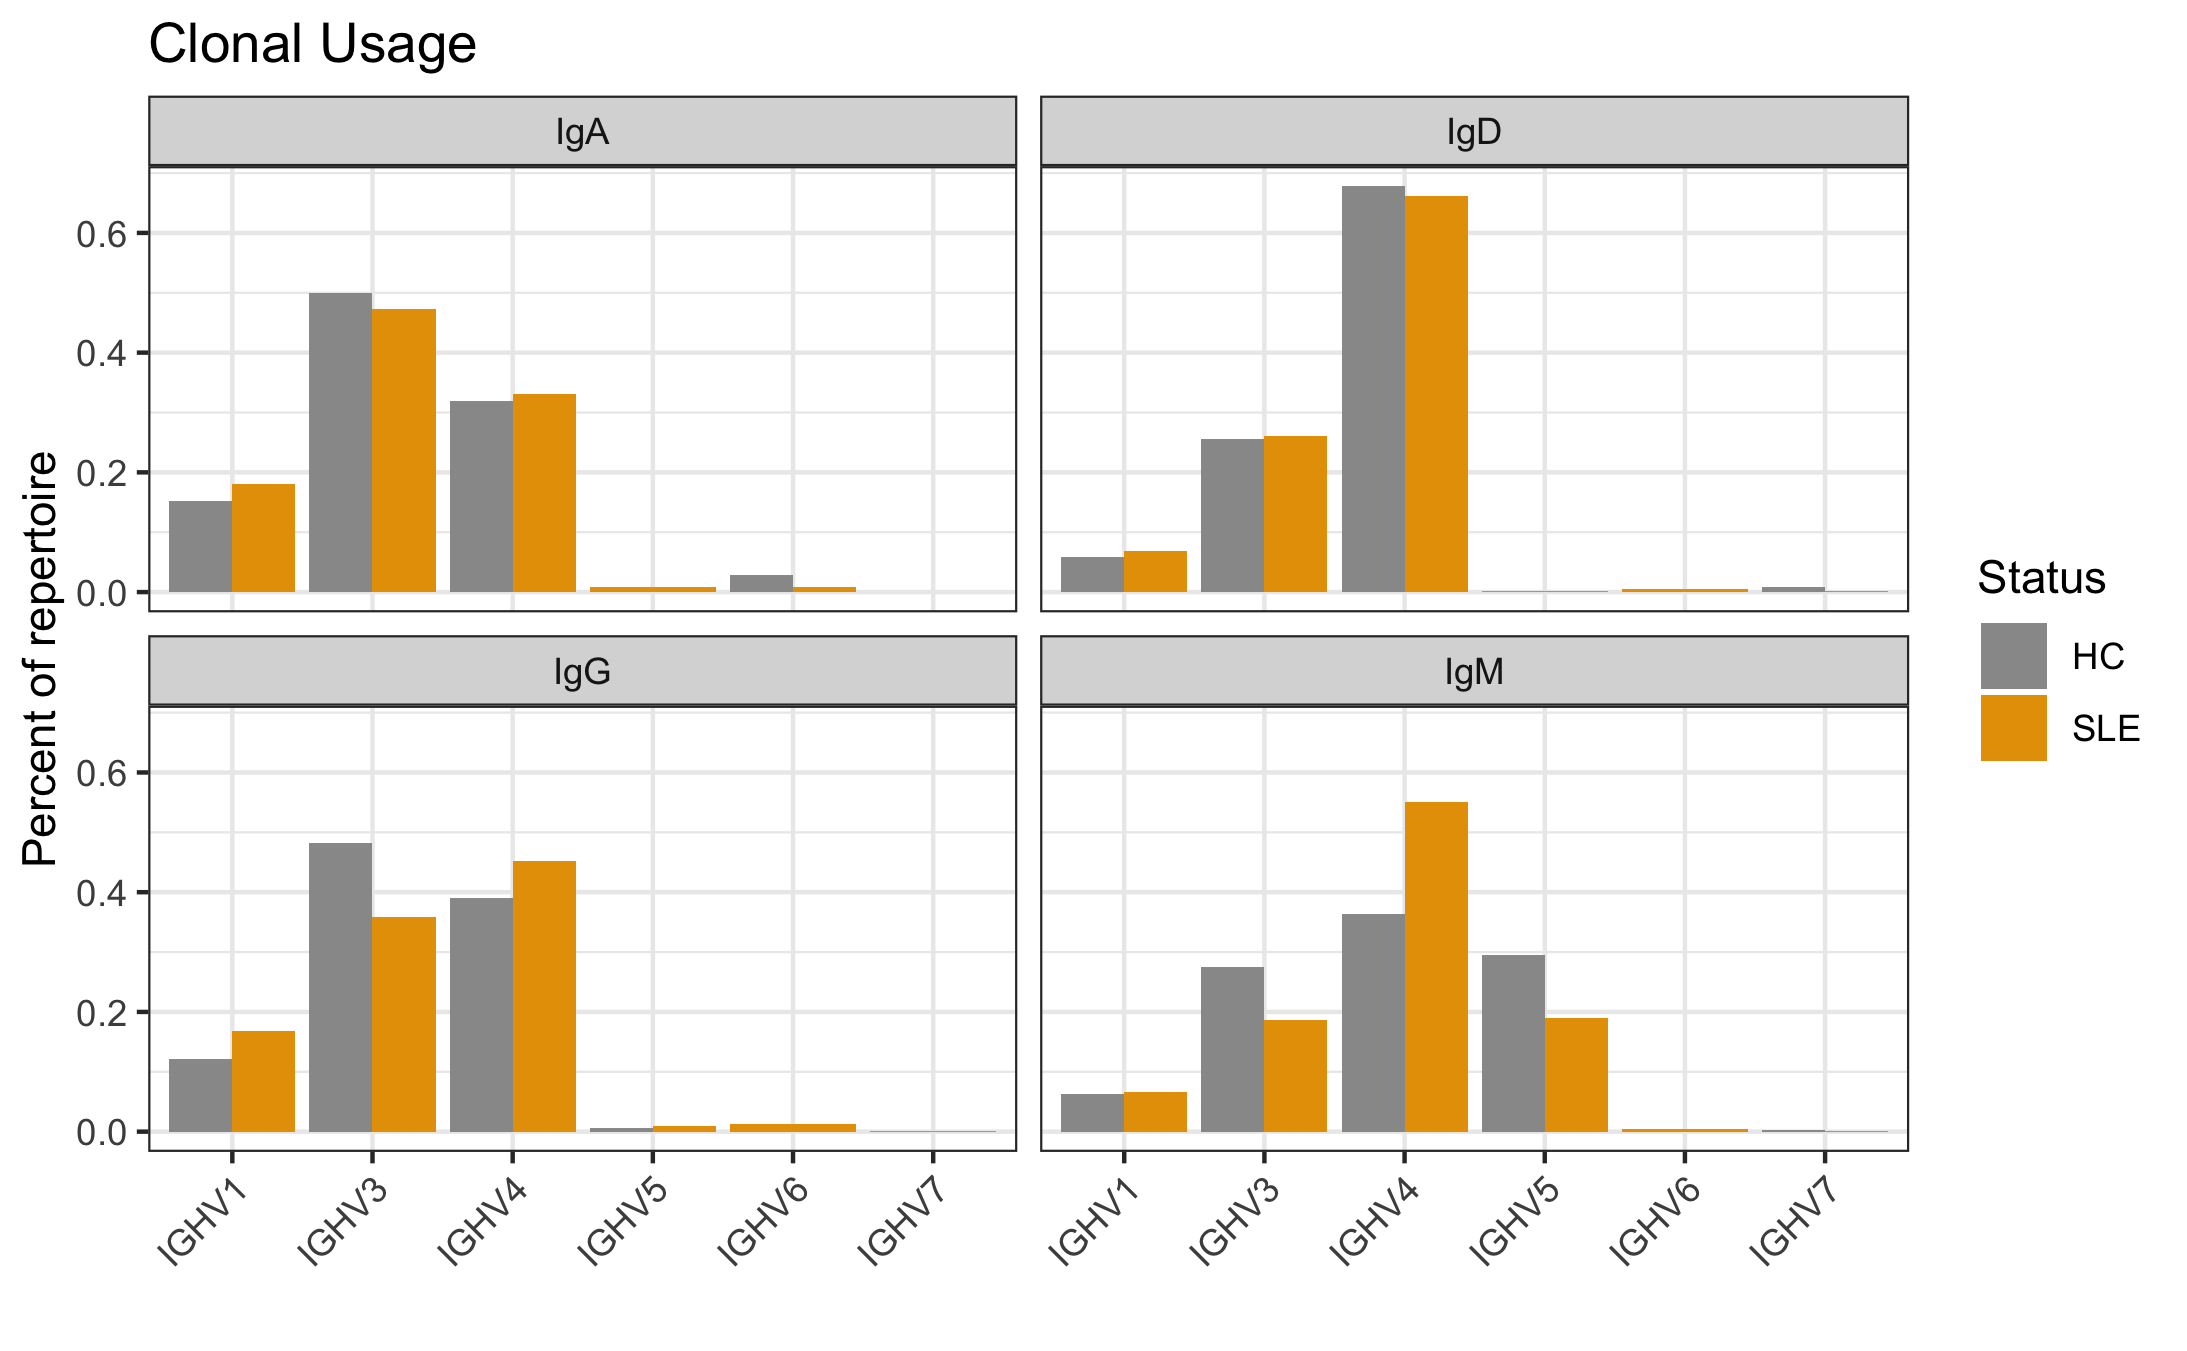 Clonal Usage
IgA
IgD
0.6
0.4
0.2
0.0
IgG
IgM
0.6
0.4
0.2
0.0
IGHV1
IGHV3
IGHV4
IGHV5
IGHV6
IGHV7
IGHV1
IGHV3
IGHV4
IGHV5
IGHV6
IGHV7
Percent of repertoire
Status
HC
SLE